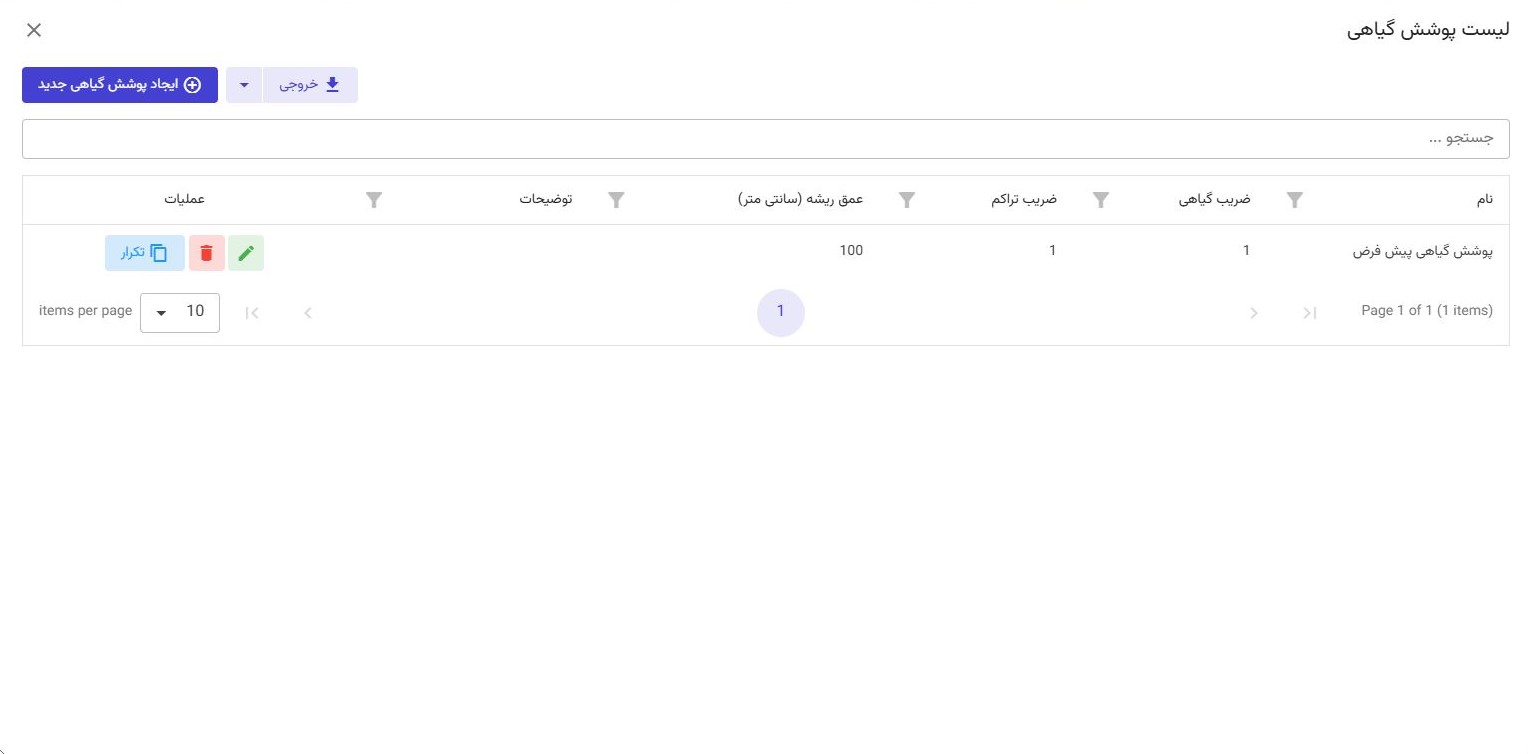 لیست پوشش گیاهی
خروجی
ایجاد پوشش گیاهی جدید
جستجو ...
نام ضریب گیاهی ضریب تراکم عمق ریشه (سانتی متر) توضیحات عملیات
پوشش گیاهی پیش فرض 1 1 100 تکرار
Page 1 of 1 (1 items) 1 10 items per page